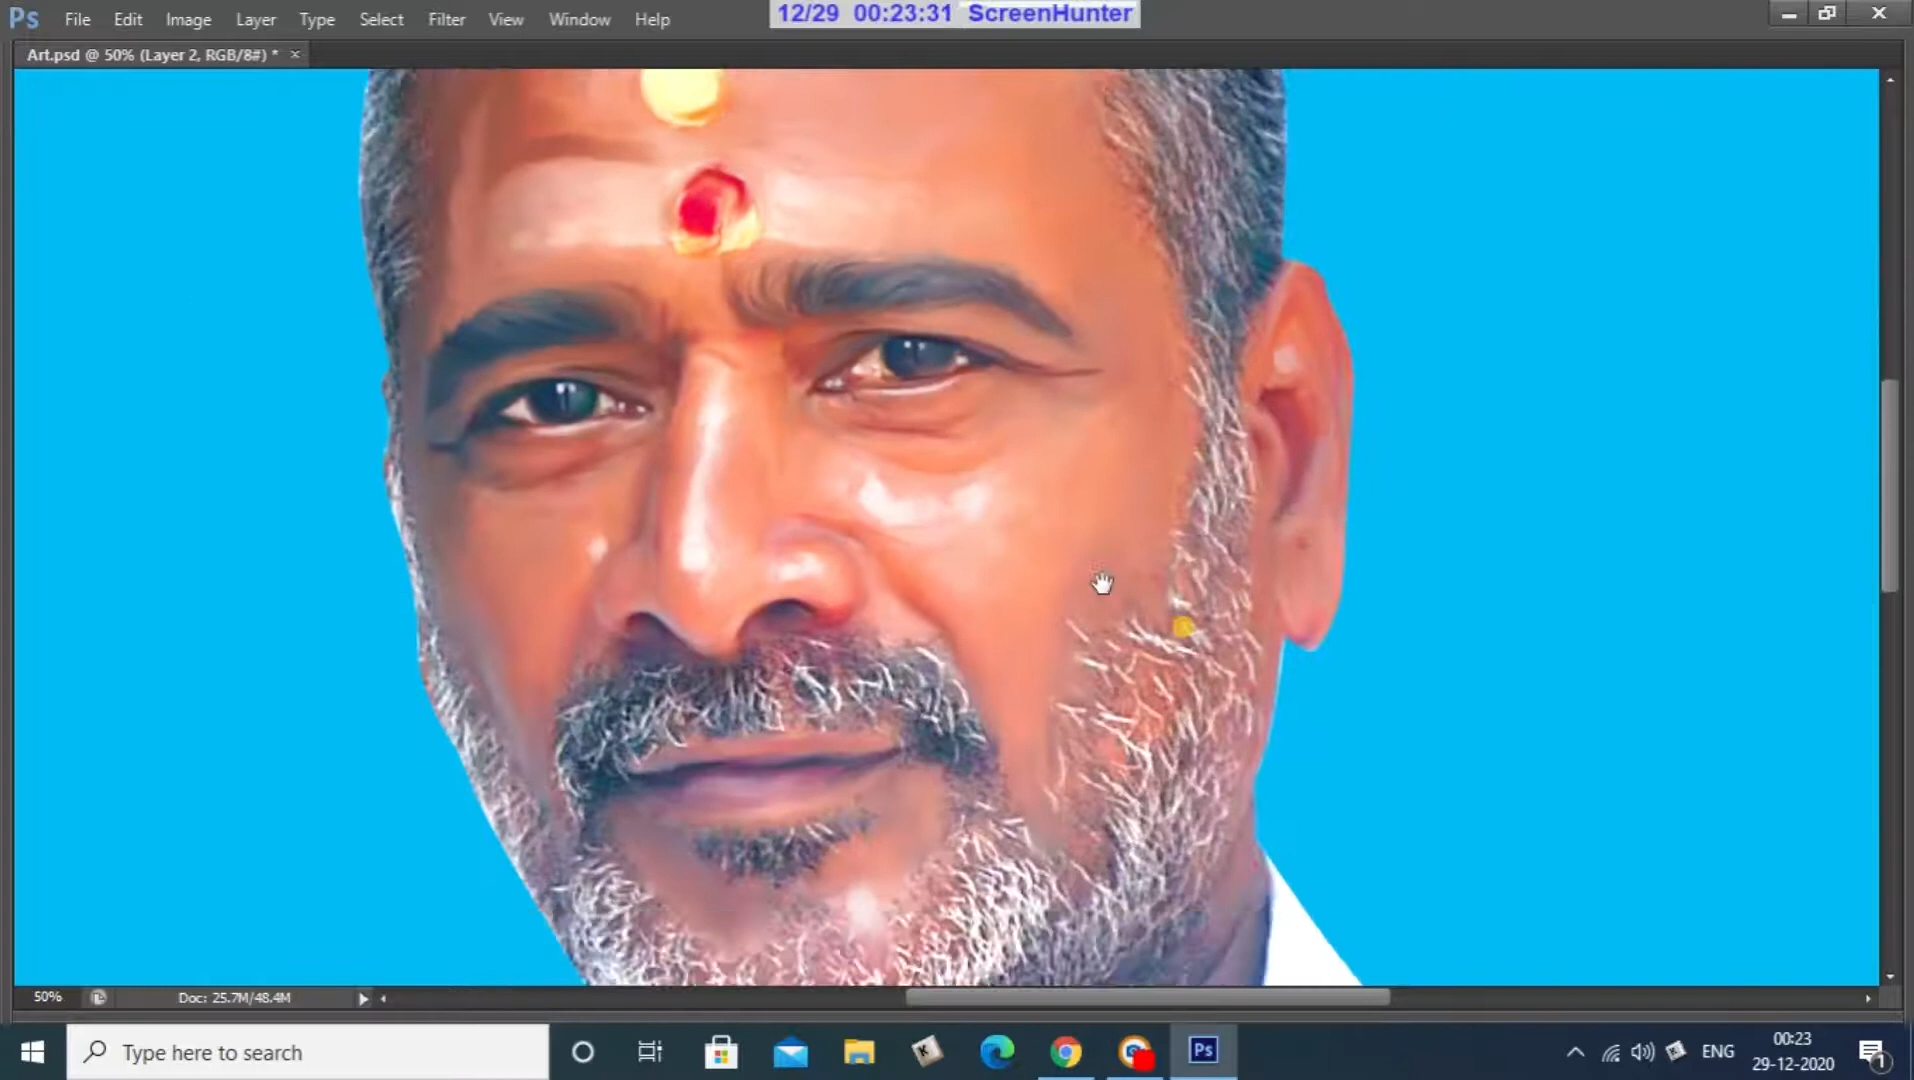 Ps File Edit Image Layer Type Select Filter View Window Help
12/29 00:23:31 ScreenHunter
Art.psd @ 50% (Layer 2, RGB/8#) * ×
50% Doc: 25.7M/48.4M
Type here to search
K
Ps
ENG
00:23
29-12-2020
1